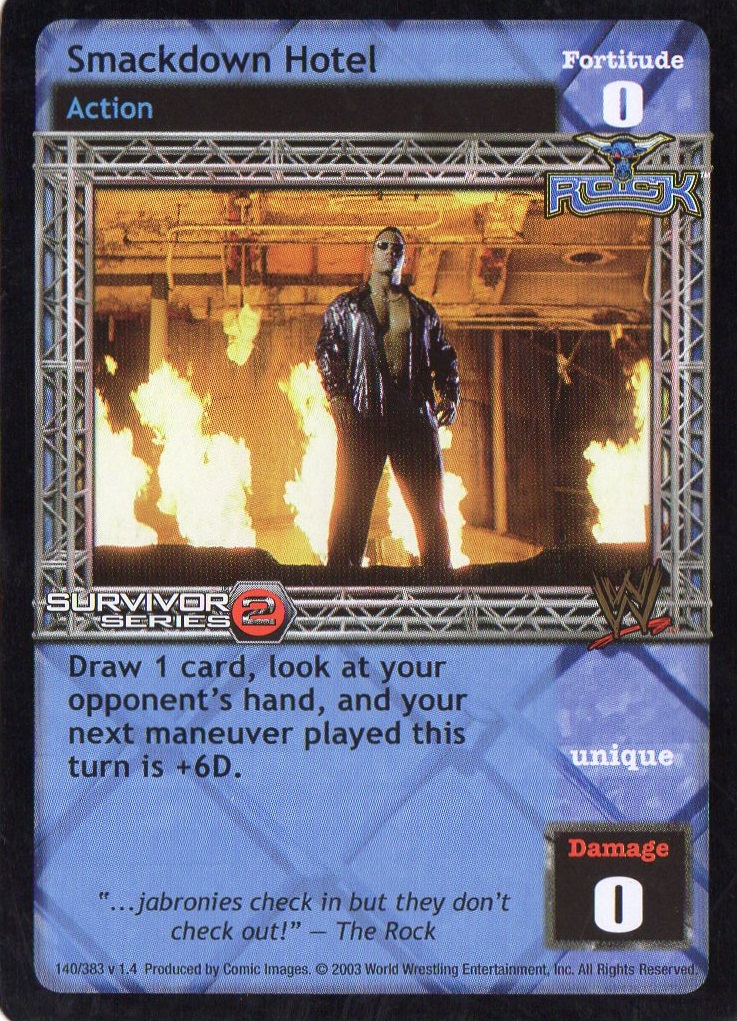 Smackdown Hotel
Fortitude
0
Action
ROCK™
SURVIVOR
SERIES 2
W
Draw 1 card, look at your
opponent's hand, and your
next maneuver played this
turn is +6D.
unique
Damage
0
"...jabronies check in but they don't
check out!" — The Rock
140/383 v 1.4 Produced by Comic Images. © 2003 World Wrestling Entertainment, Inc. All Rights Reserved.